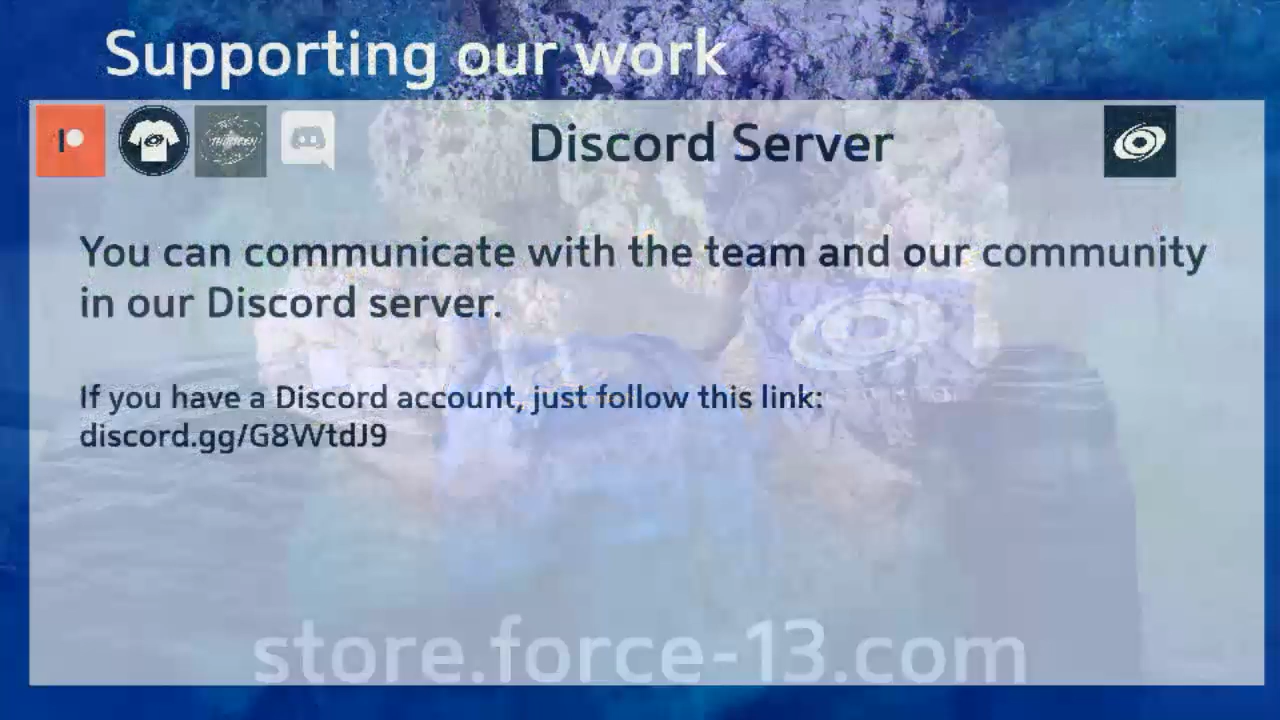 Supporting our work
Discord Server
You can communicate with the team and our community
in our Discord server.
If you have a Discord account, just follow this link:
discord.gg/G8WtdJ9
store.force-13.com